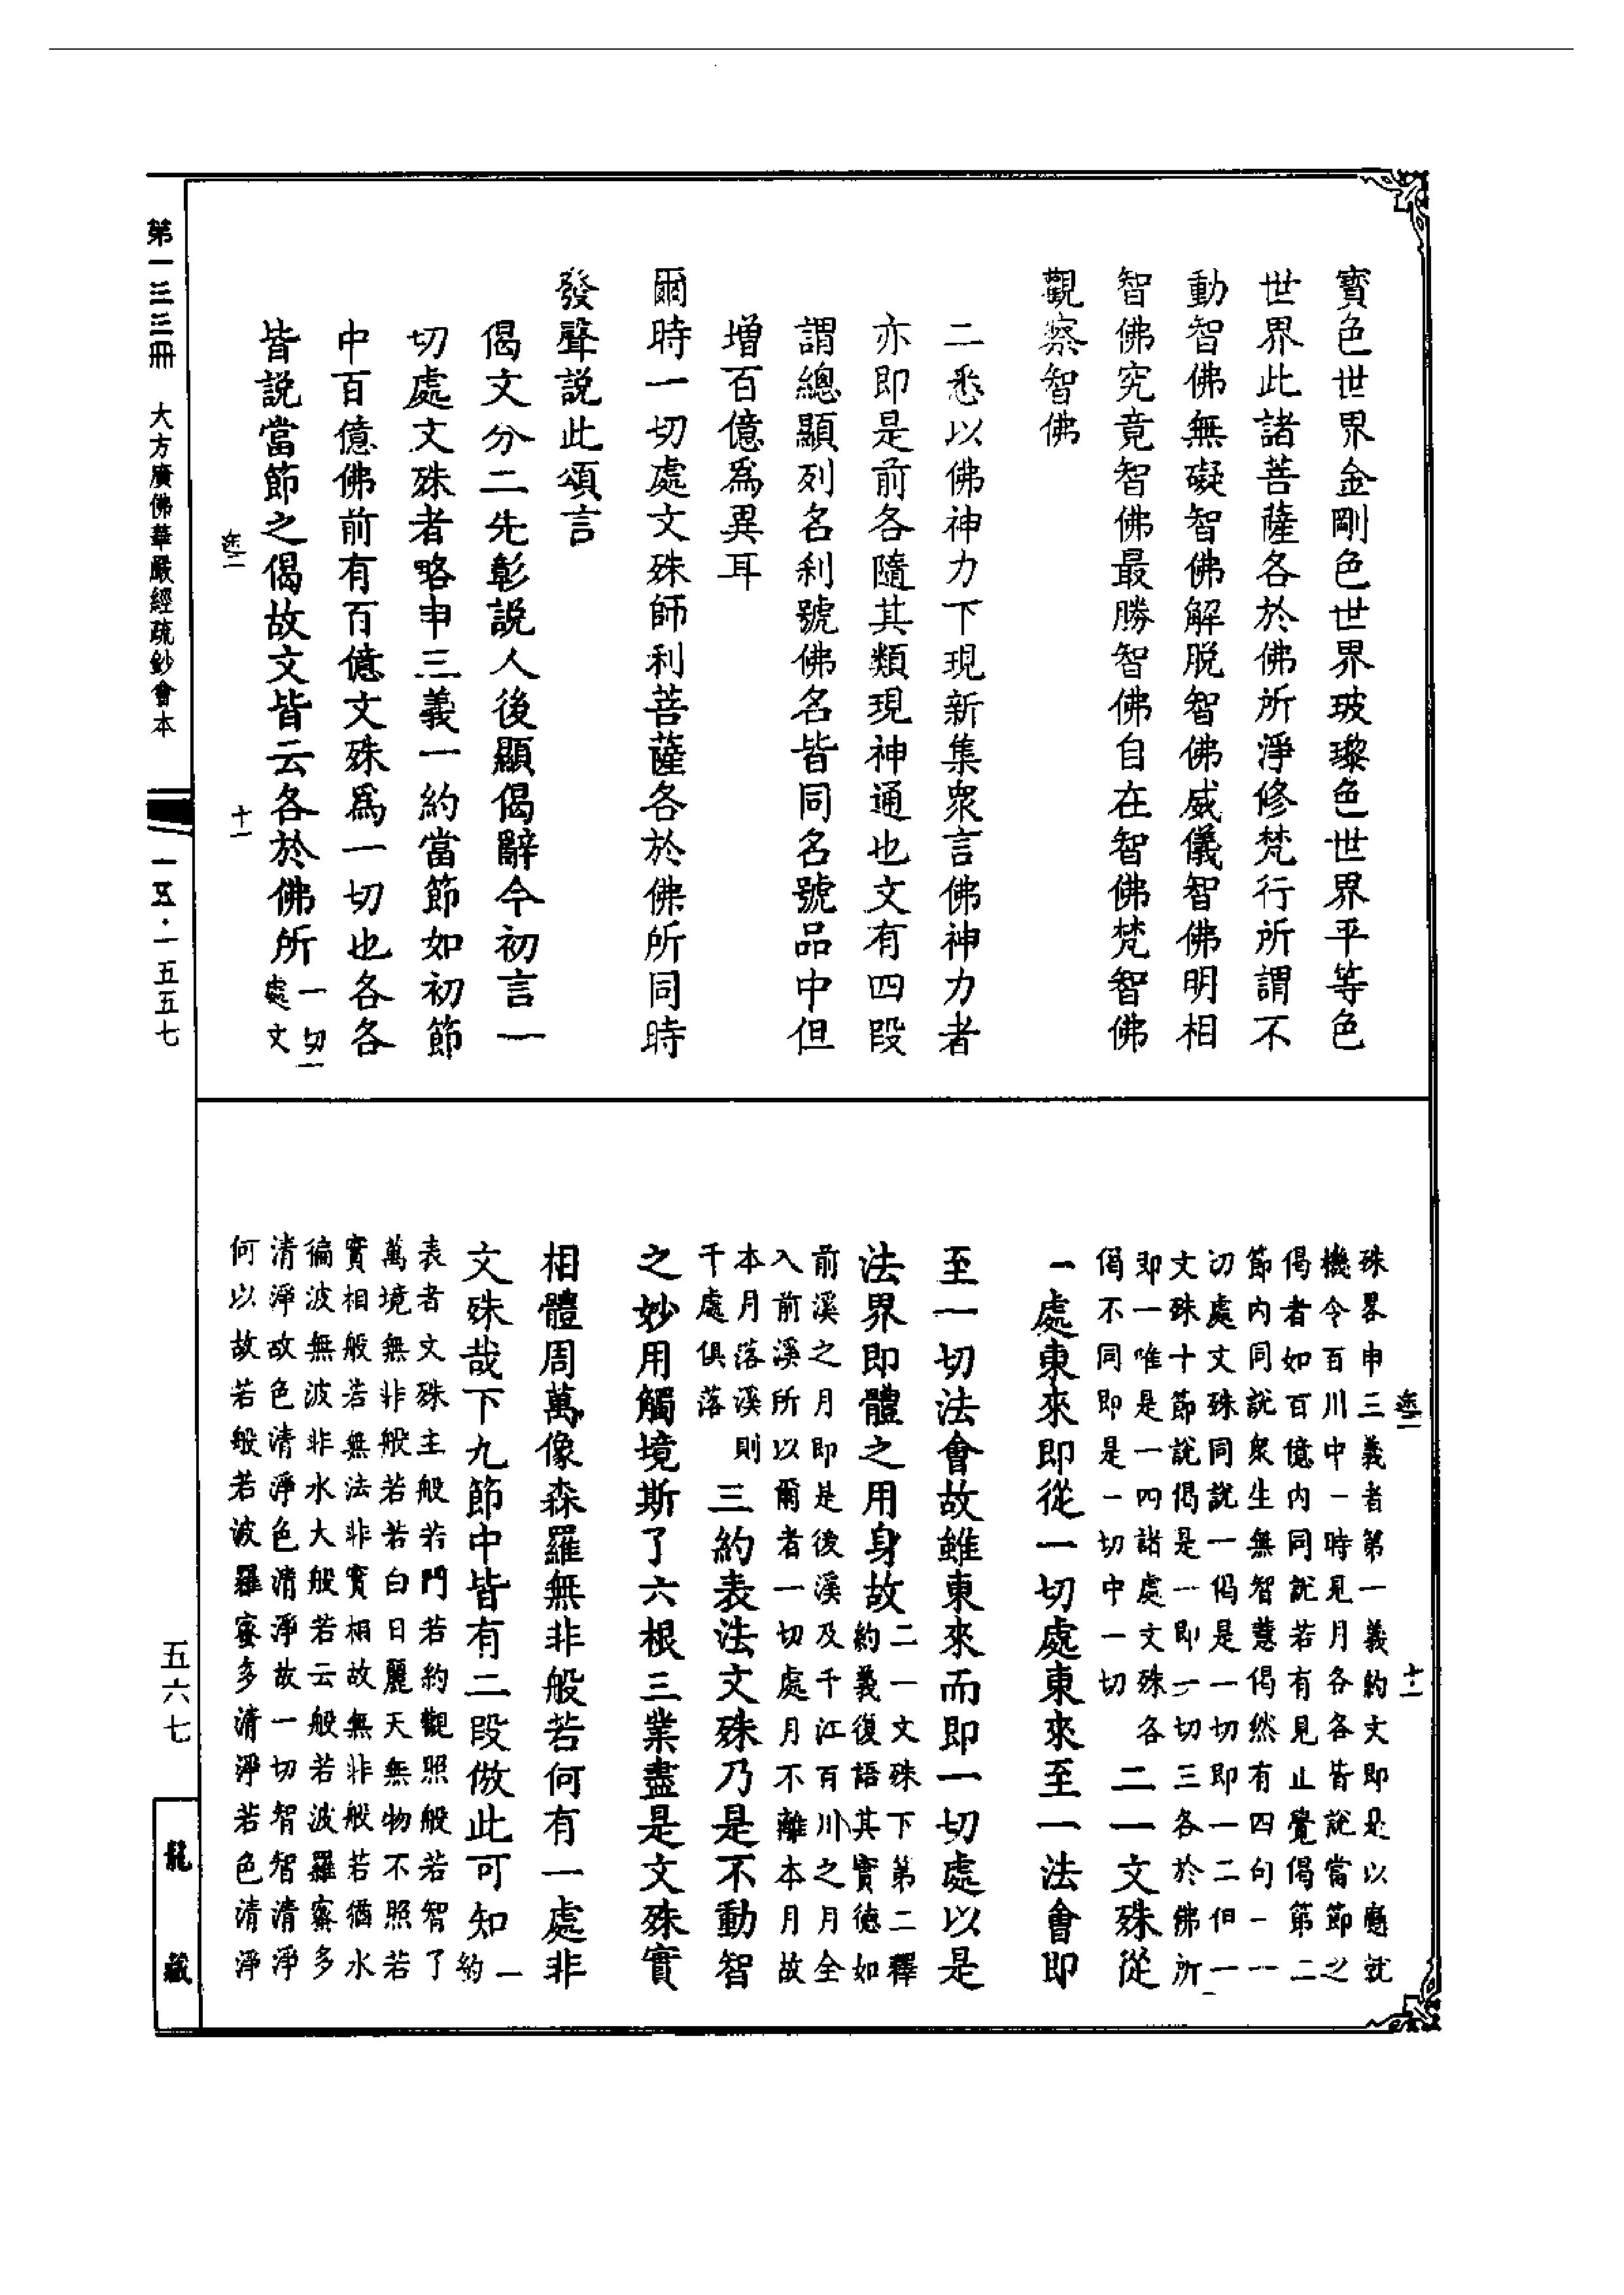 寶色世界金剛色世界玻瓈色世界平等色
世界此諸菩薩各於佛所淨修梵行所謂不
動智佛無礙智佛解脫智佛威儀智佛明相
智佛究竟智佛最勝智佛自在智佛梵智佛
觀察智佛
二悉以佛神力下現新集衆言佛神力者
亦即是前各隨其類現神通也文有四段
謂總顯列名刹號佛名皆同名號品中但
增百億爲異耳
爾時一切處文殊師利菩薩各於佛所同時
發聲說此頌言
偈文分二先彰說人後顯偈辭今初言一
切處文殊者略申三義一約當節如初節
中百億佛前有百億文殊爲一切也各各
皆說當節之偈故文皆云各於佛所
一切
處文
十一
第一三三冊 大方廣佛華嚴經疏鈔會本
一五·一五五七
十一
殊畧申三義者第一義約文即是以應就
機令百川中一時見月各各皆說當節之
偈者如百億內同說若有見正覺偈第二
節內同說衆生無智慧偈然有四句一一
切處文殊同說一偈是一切即一二但一
文殊十節說偈是一即一切三各於佛所
即一唯是一四諸處文殊各
偈不同即是一切中一切
二一文殊從
一處東來即從一切處東來至一法會即
至一切法會故雖東來而即一切處以是
法界即體之用身故
二一文殊下第二釋
約義復語其實德如
前溪之月即是後溪及千江百川之月全
入前溪所以爾者一切處月不離本月故
本月落溪則
千處俱落
三約表法文殊乃是不動智
之妙用觸境斯了六根三業盡是文殊實
相體周萬像森羅無非般若何有一處非
文殊哉下九節中皆有二段倣此可知
一
約
表者文殊主般若門若約觀照般若智了
萬境無非般若白日麗天無物不照若
實相般若無法非實相故無非般若猶水
徧波無波非水大般若云般若波羅蜜多
清淨故色清淨色清淨故一切智智清淨
何以故若般若波羅蜜多清淨若色清淨
五六七
龍藏